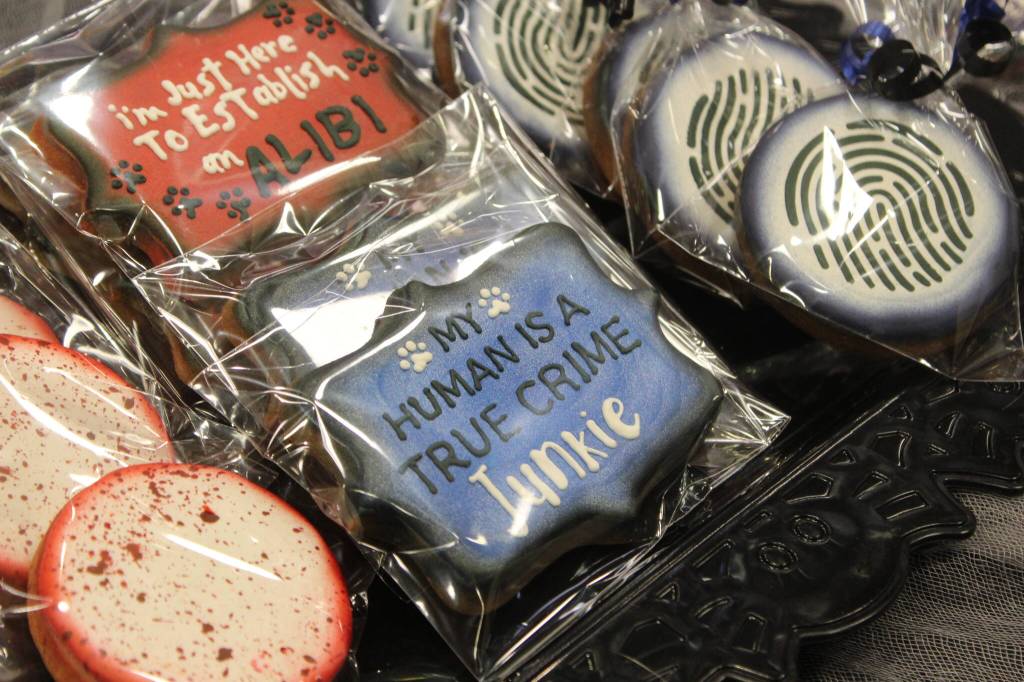 i'm Just Here
To EStAblish
an ALIBI
MY
HUMAN IS A
TRUE CRIME
Junkie